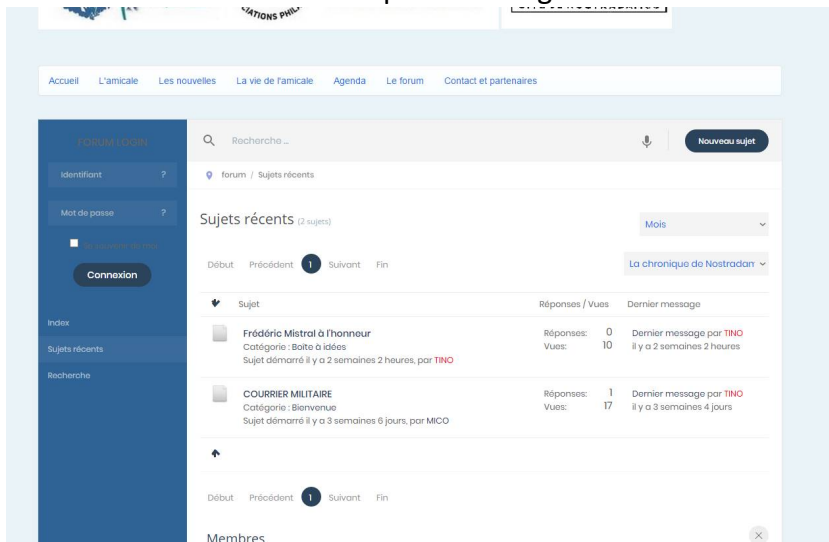 Accueil L'amicale Les nouvelles La vie de l'amicale Agenda Le forum Contact et partenaires
FORUM LOGIN
Identifiant ?
Mot de passe ?
Connexion
Index
Sujets récents
Recherche
Recherche ...
Nouveau sujet
forum / Sujets récents
Sujets récents (2 sujets)
Mois
Début Précédent 1 Suivant Fin
La chronique de Nostradam
Sujet Réponses / Vues Dernier message
Frédéric Mistral à l'honneur Réponses: 0 Dernier message par TINO
Catégorie : Boite à idées Vues: 10 il y a 2 semaines 2 heures
Sujet démarré il y a 2 semaines 2 heures, par TINO
COURRIER MILITAIRE Réponses: 1 Dernier message par TINO
Catégorie : Bienvenue Vues: 17 il y a 3 semaines 4 jours
Sujet démarré il y a 3 semaines 6 jours, par MICO
Début Précédent 1 Suivant Fin
Membres